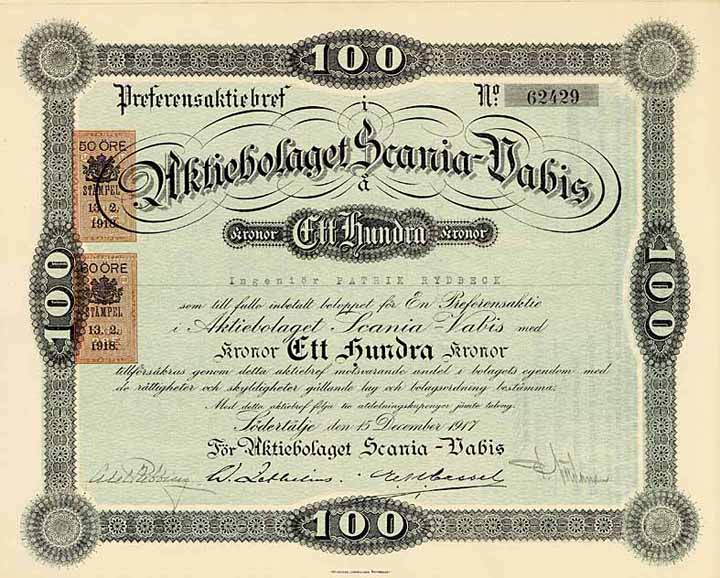 100
Preferensaktiebref
i
No 62429
Aktiebolaget Scania-Vabis
à
Kronor Ett Hundra Kronor
50 ÖRE
STÄMPEL
13. 2.
1918.
50 ÖRE
STÄMPEL
13. 2.
1918.
100
100
Ingeniör PATRIK RYDBECK
som till fullo inbetalt beloppet för En Preferensaktie
i Aktiebolaget Scania-Vabis med
Kronor Ett Hundra Kronor
tillförsäkras genom detta aktiebref motsvarande andel i bolagets egendom med
de rättigheter och skyldigheter gällande lag och bolagsordning bestämma.
Med detta aktiebref följa tio utdelningskuponger jämte talong.
Södertälje den 15 December 1917
För Aktiebolaget Scania-Vabis
100